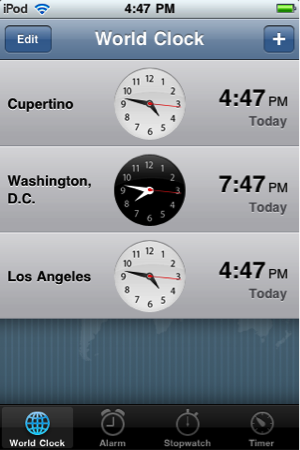 iPod 4:47 PM
Edit World Clock +
Cupertino 4:47 PM
Today
Washington, D.C. 7:47 PM
Today
Los Angeles 4:47 PM
Today
World Clock Alarm Stopwatch Timer